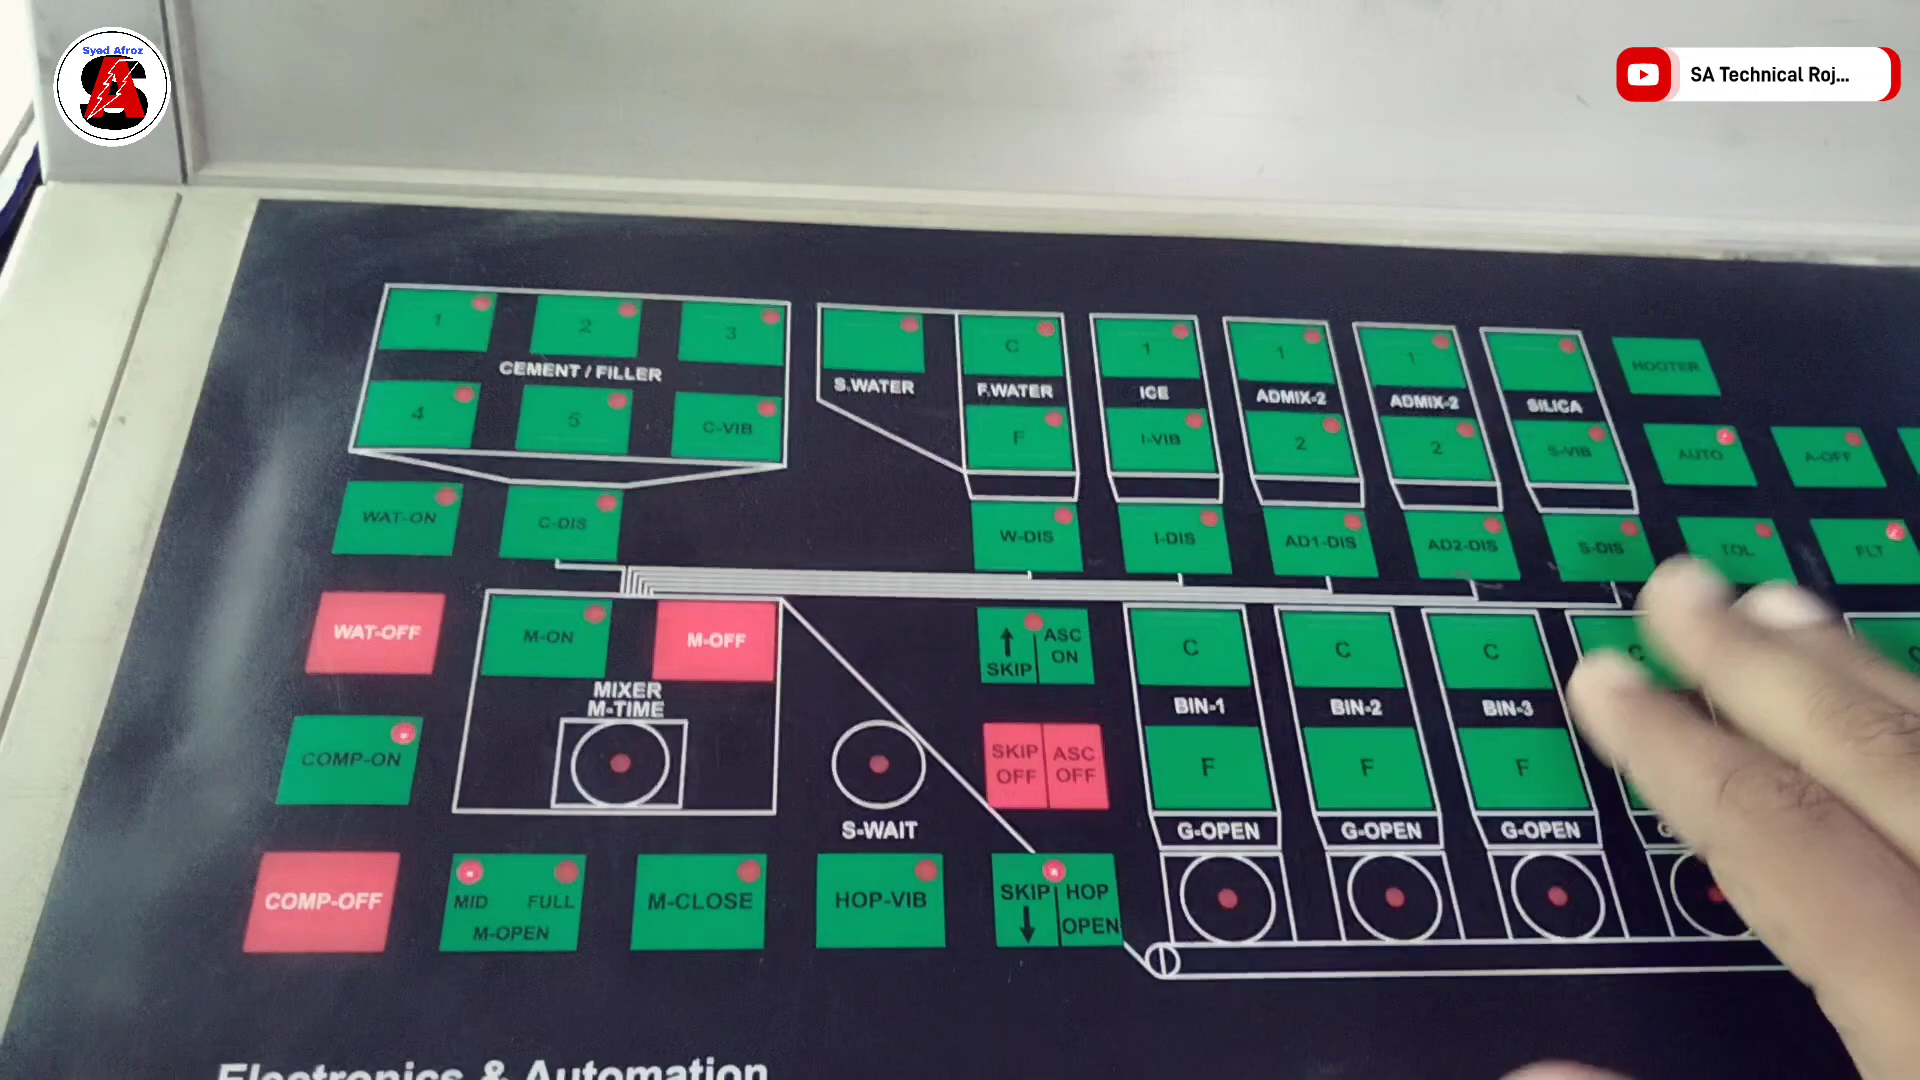 Syed Afroz
SA
SA Technical Roj...
1 2 3
CEMENT / FILLER
4 5 C-VIB
S.WATER
C
F.WATER
F
1
ICE
I-VIB
1
ADMIX-2
2
1
ADMIX-2
2
SILICA
S-VIB
HOOTER
AUTO A-OFF
WAT-ON C-DIS W-DIS I-DIS AD1-DIS AD2-DIS S-DIS TOL FLT
WAT-OFF M-ON M-OFF
MIXER
M-TIME
SKIP
ASC
ON
C
BIN-1
F
G-OPEN
C
BIN-2
F
G-OPEN
C
BIN-3
F
G-OPEN
C
COMP-ON
S-WAIT
SKIP
OFF
ASC
OFF
COMP-OFF
MID FULL
M-OPEN
M-CLOSE
HOP-VIB
SKIP
HOP
OPEN
Electronics & Automation